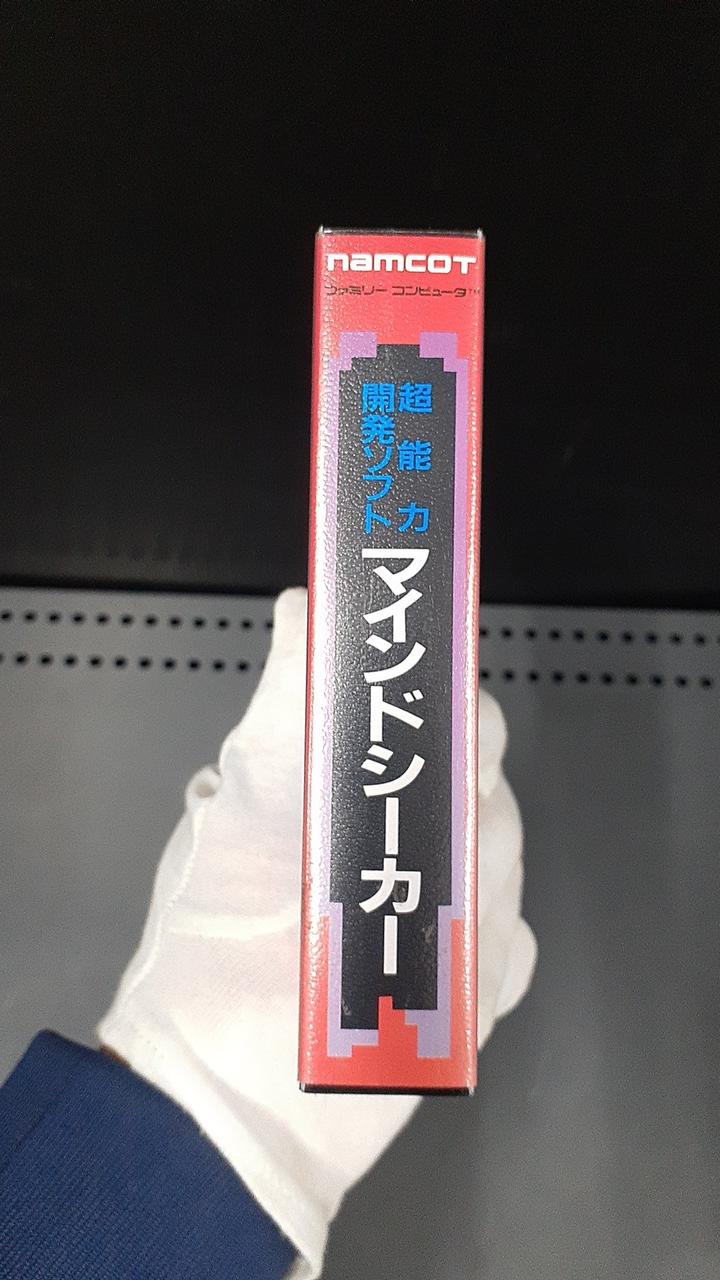 namcot
ファミリー コンピュータ™
超能力
開発ソフト
マインドシーカー